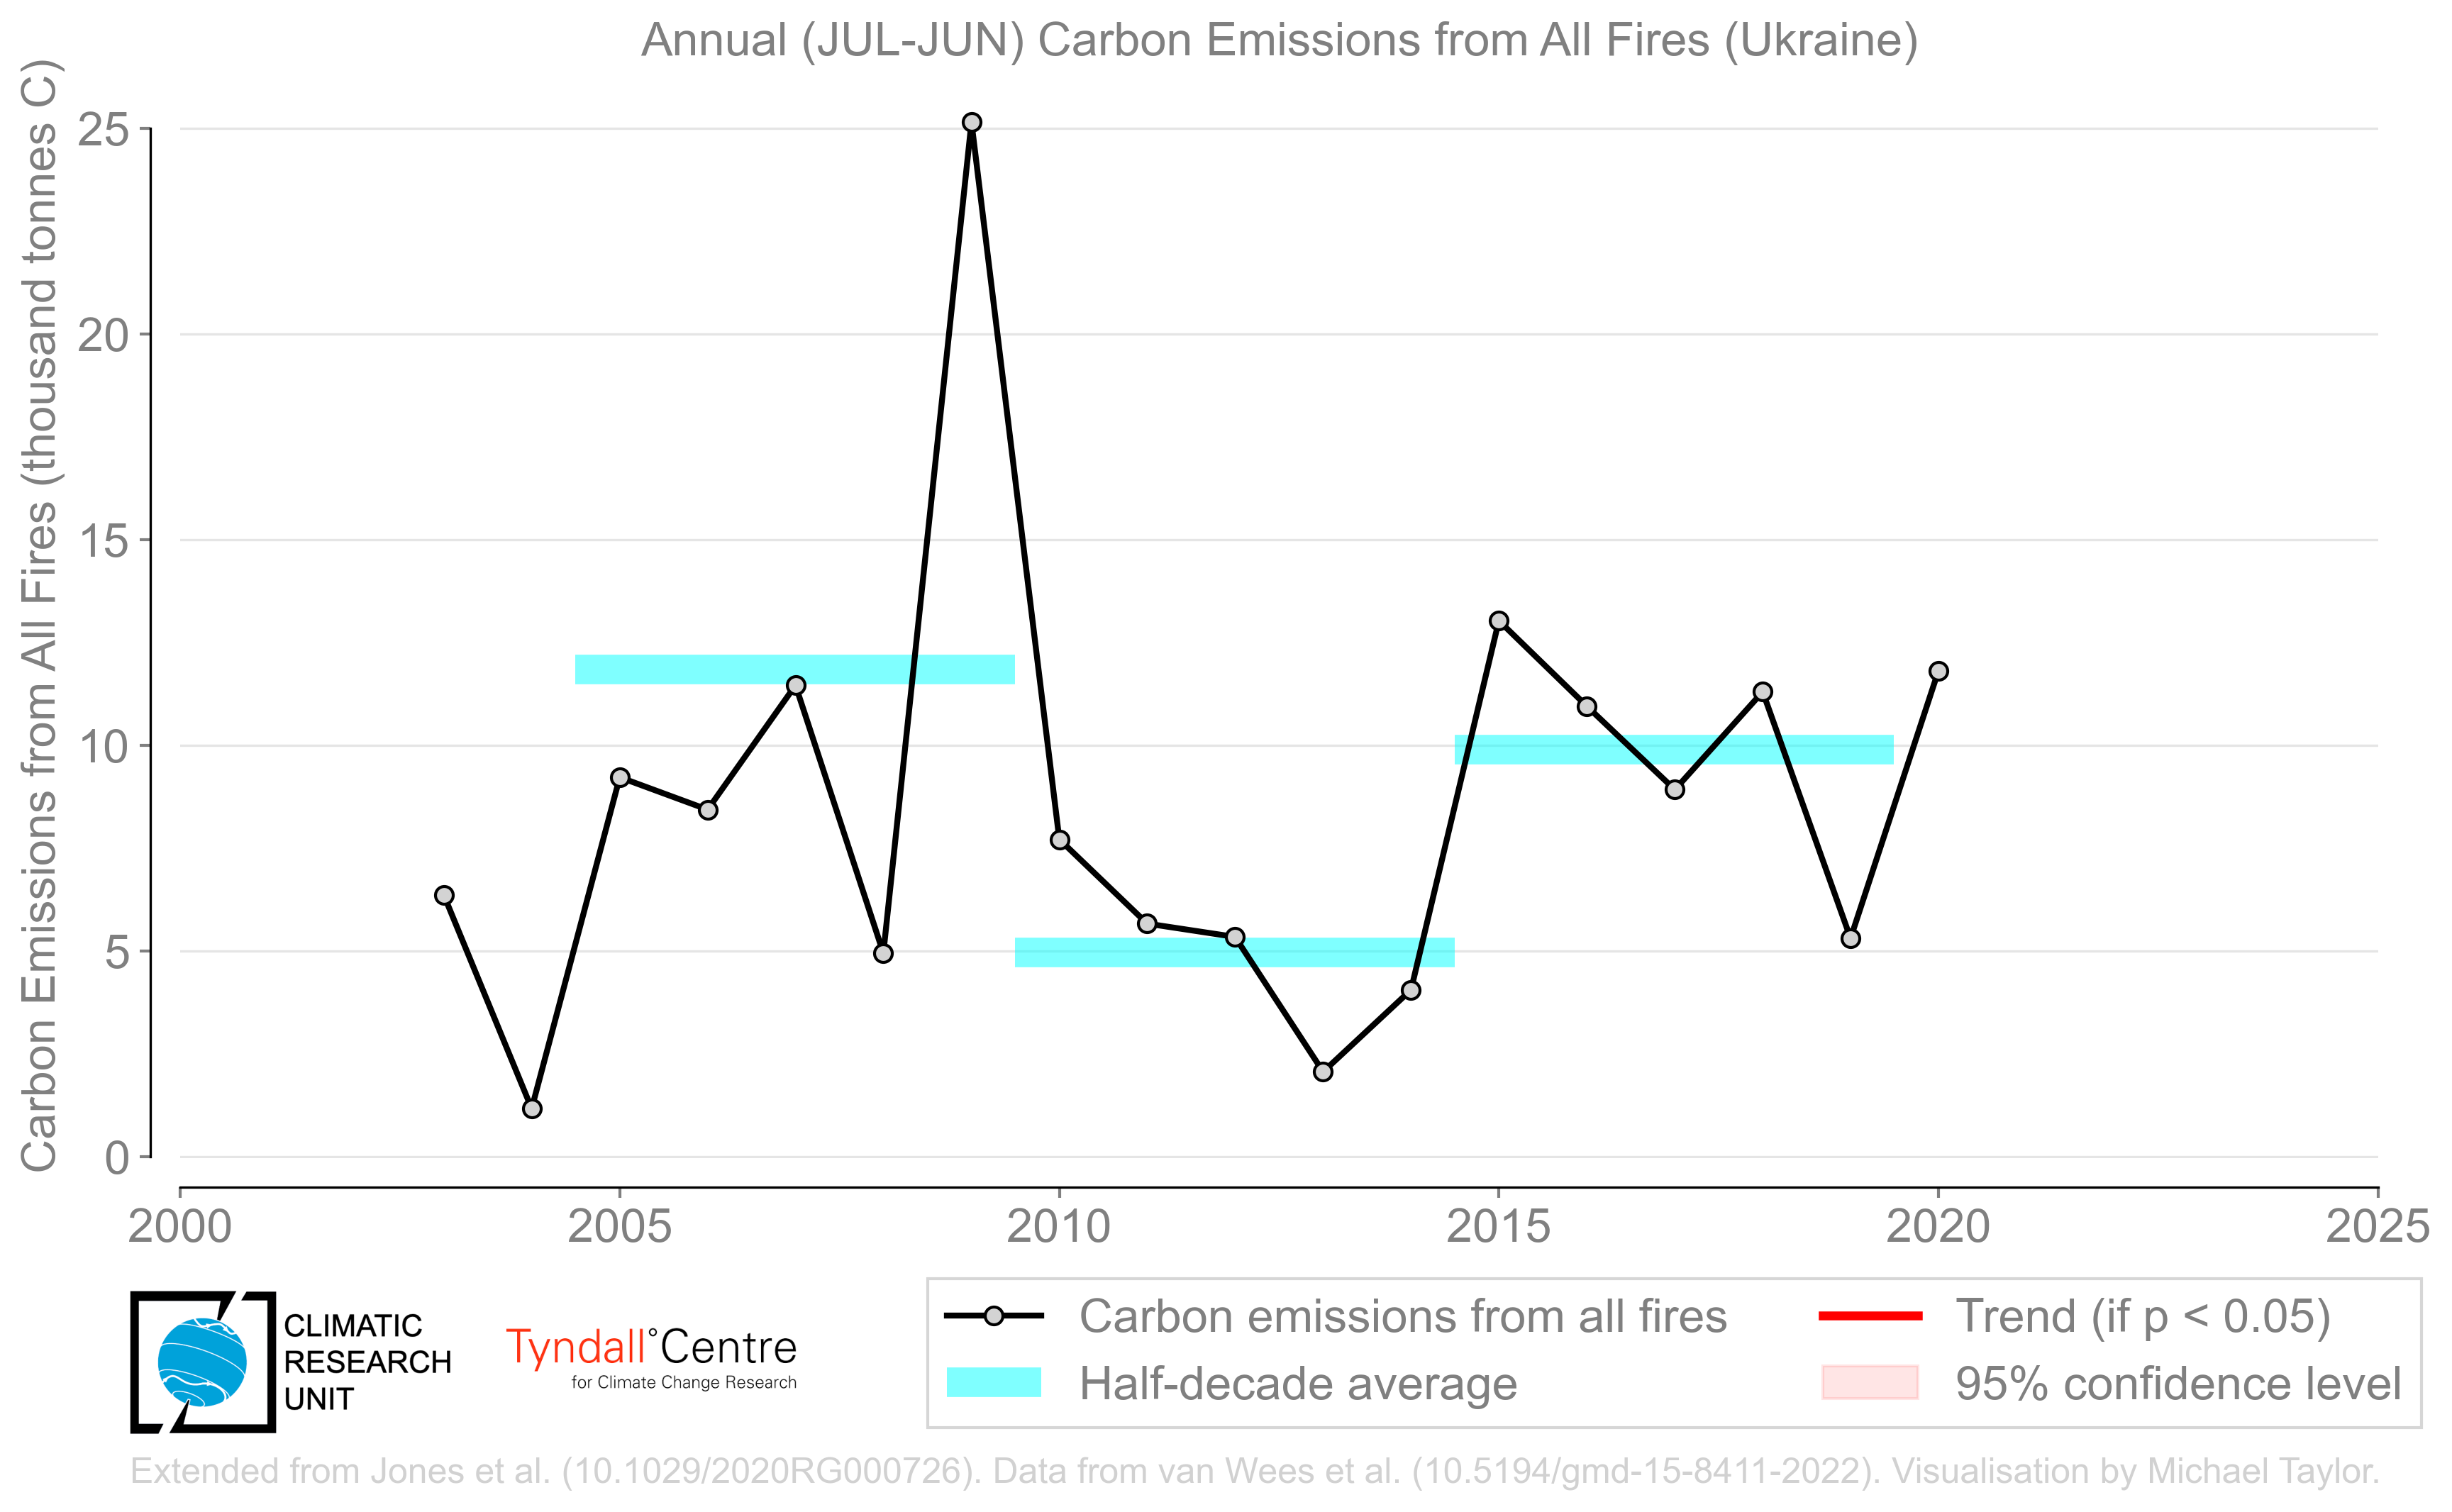 Annual (JUL-JUN) Carbon Emissions from All Fires (Ukraine)
Carbon Emissions from All Fires (thousand tonnes C)
25
20
15
10
5
0
2000 2005 2010 2015 2020 2025
CLIMATIC
RESEARCH
UNIT
Tyndall°Centre
for Climate Change Research
Carbon emissions from all fires
Half-decade average
Trend (if p < 0.05)
95% confidence level
Extended from Jones et al. (10.1029/2020RG000726). Data from van Wees et al. (10.5194/gmd-15-8411-2022). Visualisation by Michael Taylor.